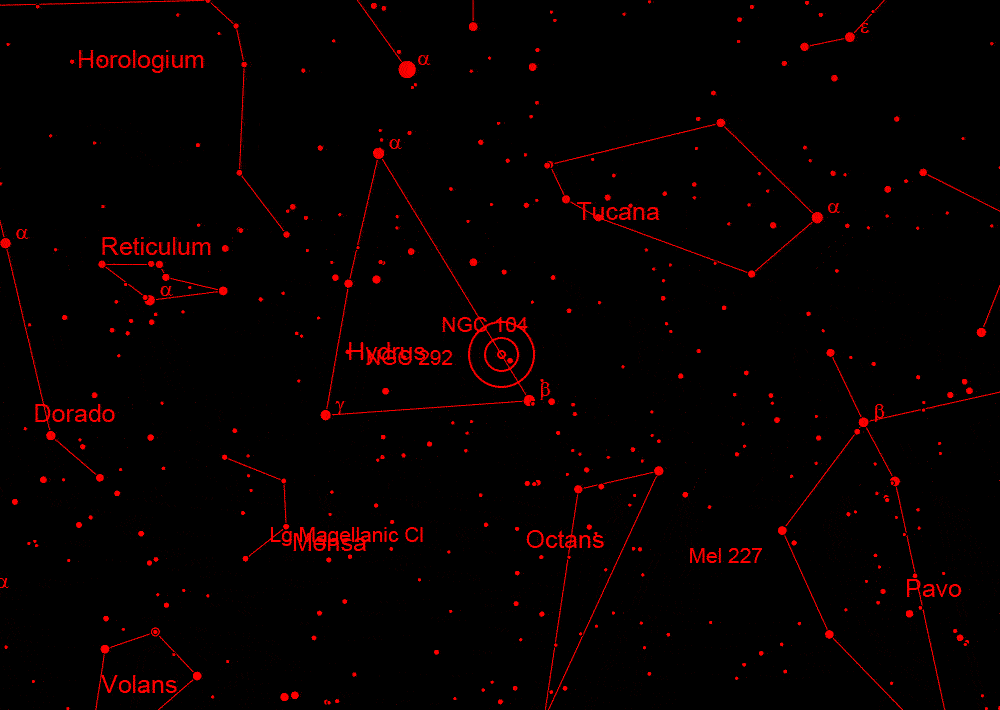 ε
Horologium
α
α
Tucana
α
α
Reticulum
α
NGC 104
Hydrus
NGC 292
β
γ
Dorado
β
Lg Magellanic Cl
Mensa
Octans
Mel 227
α
Pavo
Volans